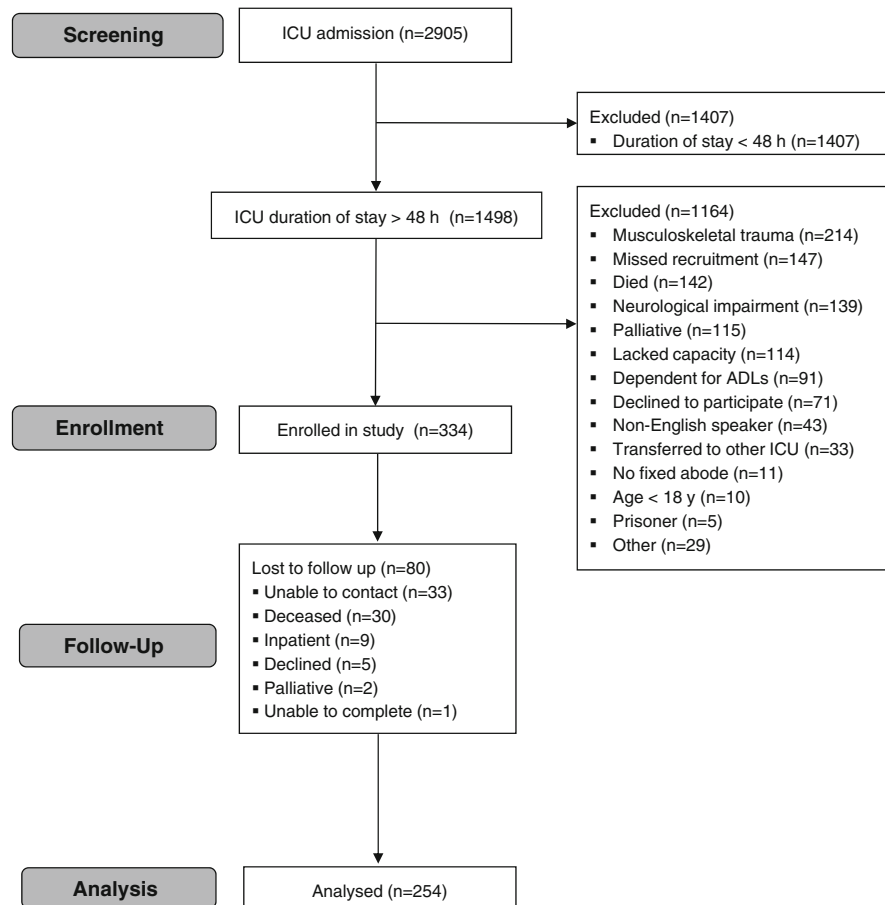 Screening
ICU admission (n=2905)
Excluded (n=1407)
▪ Duration of stay < 48 h (n=1407)
ICU duration of stay > 48 h (n=1498)
Excluded (n=1164)
▪ Musculoskeletal trauma (n=214)
▪ Missed recruitment (n=147)
▪ Died (n=142)
▪ Neurological impairment (n=139)
▪ Palliative (n=115)
▪ Lacked capacity (n=114)
▪ Dependent for ADLs (n=91)
▪ Declined to participate (n=71)
▪ Non-English speaker (n=43)
▪ Transferred to other ICU (n=33)
▪ No fixed abode (n=11)
▪ Age < 18 y (n=10)
▪ Prisoner (n=5)
▪ Other (n=29)
Enrollment
Enrolled in study (n=334)
Follow-Up
Lost to follow up (n=80)
▪ Unable to contact (n=33)
▪ Deceased (n=30)
▪ Inpatient (n=9)
▪ Declined (n=5)
▪ Palliative (n=2)
▪ Unable to complete (n=1)
Analysis
Analysed (n=254)